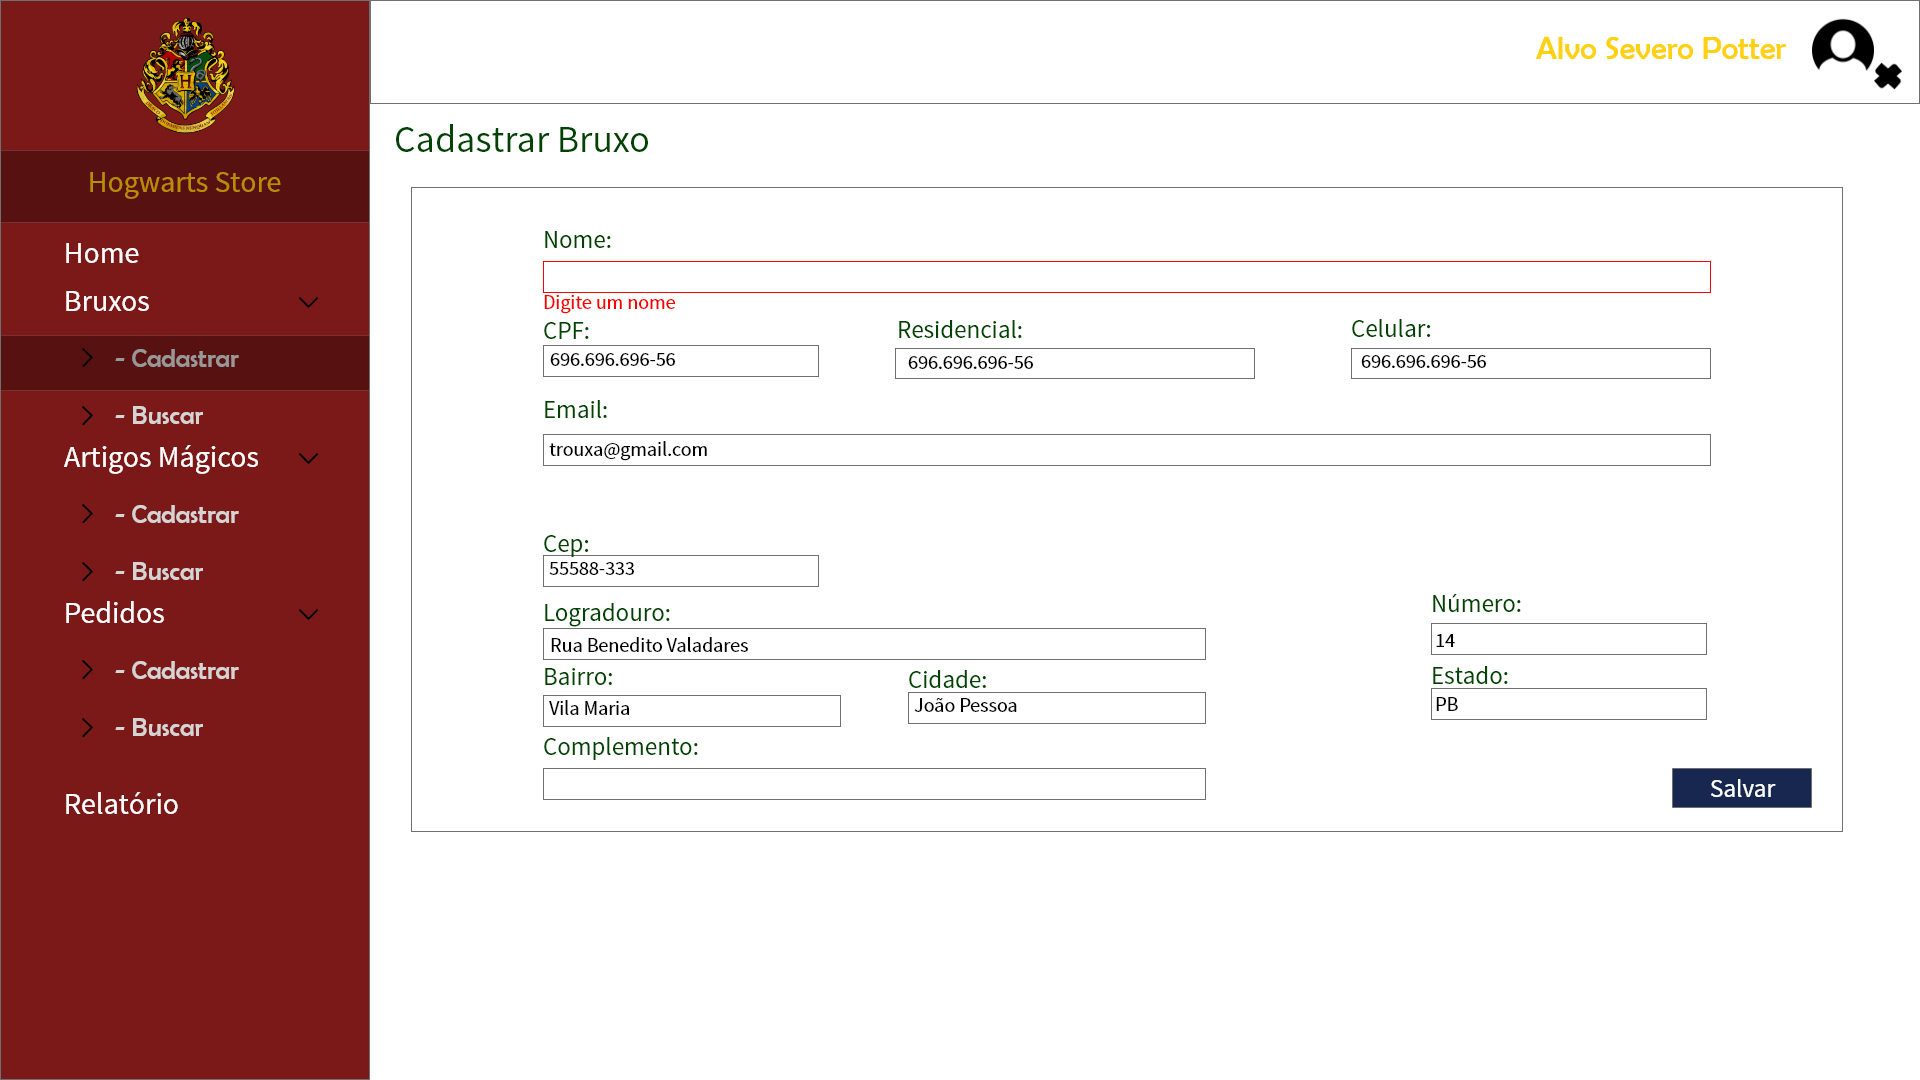 Alvo Severo Potter
Hogwarts Store
Home
Bruxos
- Cadastrar
- Buscar
Artigos Mágicos
- Cadastrar
- Buscar
Pedidos
- Cadastrar
- Buscar
Relatório
Cadastrar Bruxo
Nome:
Digite um nome
CPF: Residencial: Celular:
696.696.696-56 696.696.696-56 696.696.696-56
Email:
trouxa@gmail.com
Cep:
55588-333
Logradouro: Número:
Rua Benedito Valadares 14
Bairro: Cidade: Estado:
Vila Maria João Pessoa PB
Complemento:
Salvar